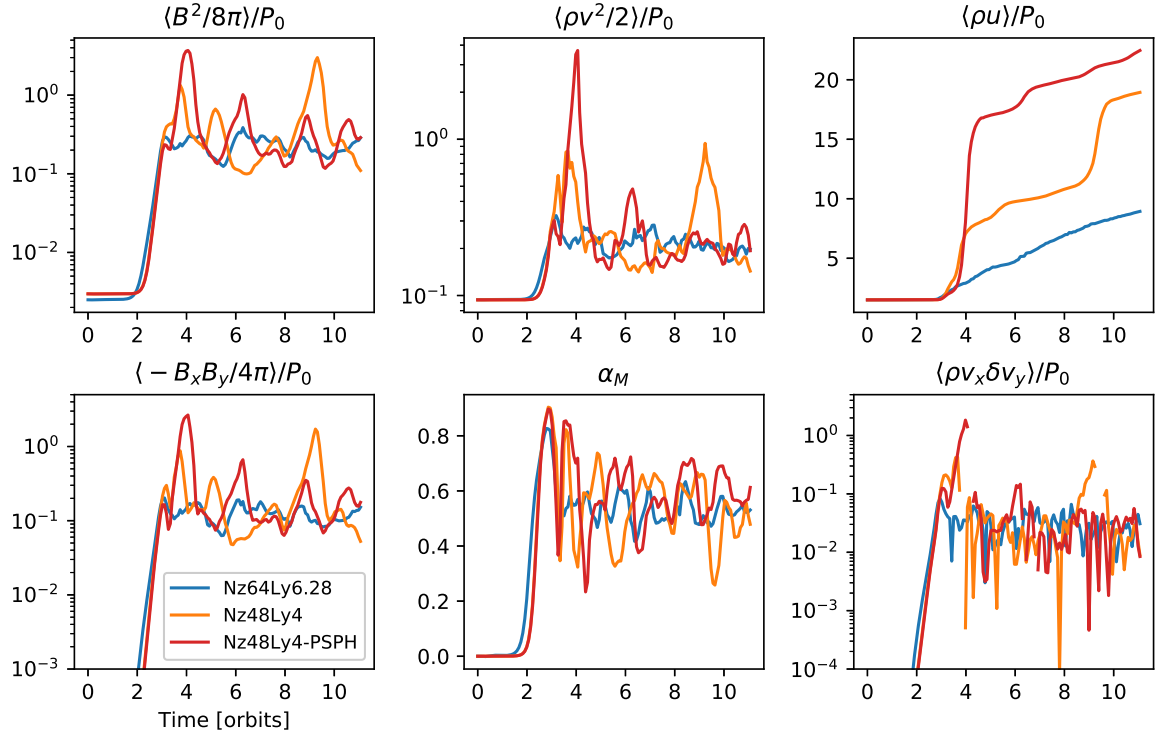 ⟨B²/8π⟩/P₀
⟨ρv²/2⟩/P₀
⟨ρu⟩/P₀
10⁰
10⁻¹
10⁻²
0 2 4 6 8 10
10⁰
10⁻¹
0 2 4 6 8 10
20
15
10
5
0 2 4 6 8 10
⟨−BₓBᵧ/4π⟩/P₀
α_M
⟨ρvₓδvᵧ⟩/P₀
10⁰
10⁻¹
10⁻²
10⁻³
Nz64Ly6.28
Nz48Ly4
Nz48Ly4-PSPH
0 2 4 6 8 10
Time [orbits]
0.8
0.6
0.4
0.2
0.0
0 2 4 6 8 10
10⁰
10⁻¹
10⁻²
10⁻³
10⁻⁴
0 2 4 6 8 10